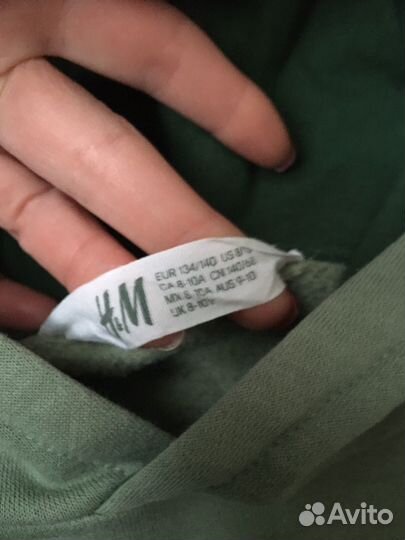 H&M
EUR 134/140 US 8/10
CA 8-10A CN 140/68
MX 8-10A AUS 9-10
UK 8-10Y
Avito